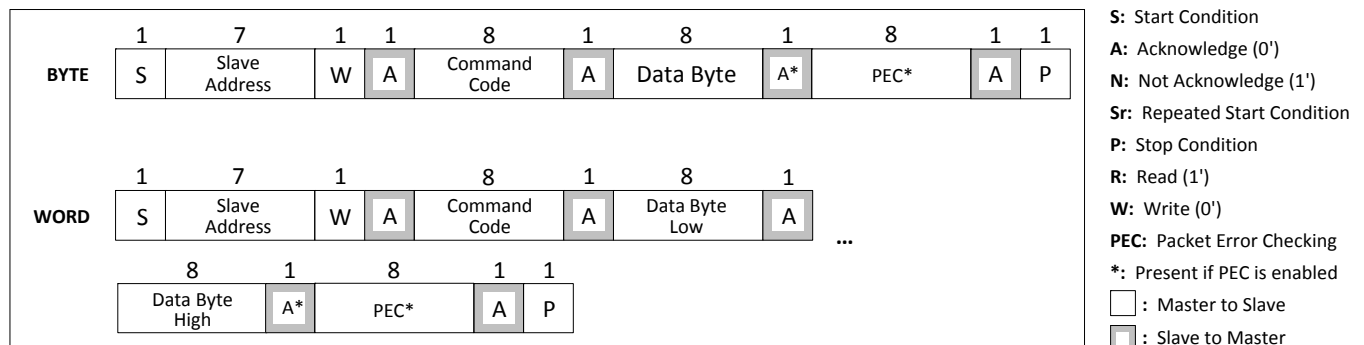 1 7 1 1 8 1 8 1 8 1 1
BYTE S Slave Address W A Command Code A Data Byte A* PEC* A P
1 7 1 8 1 8 1
WORD S Slave Address W A Command Code A Data Byte Low A ...
8 1 8 1 1
Data Byte High A* PEC* A P
S: Start Condition
A: Acknowledge (0')
N: Not Acknowledge (1')
Sr: Repeated Start Condition
P: Stop Condition
R: Read (1')
W: Write (0')
PEC: Packet Error Checking
*: Present if PEC is enabled
: Master to Slave
: Slave to Master